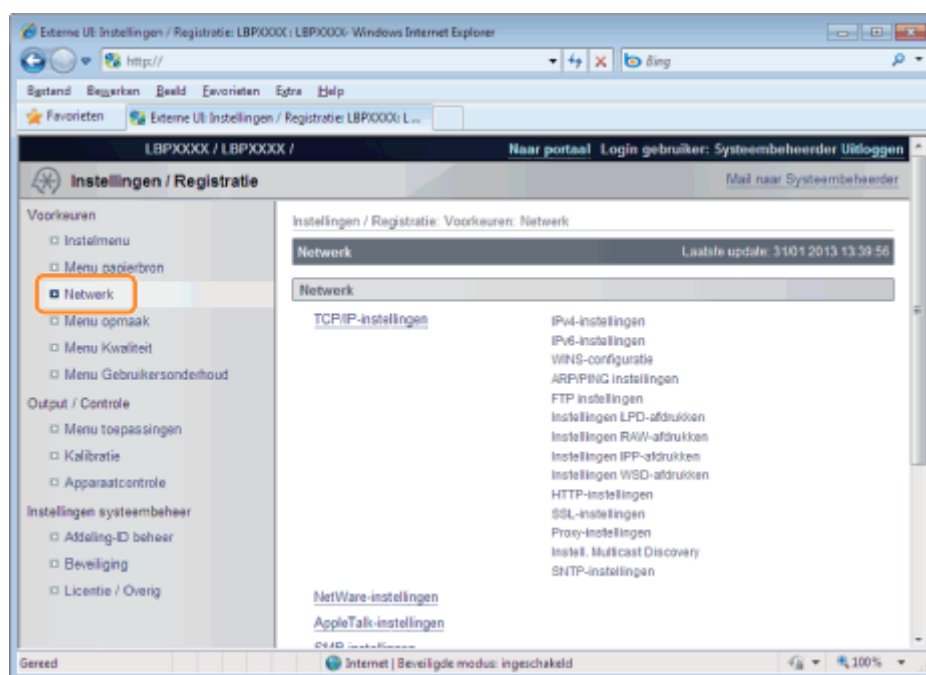 Externe UI: Instellingen / Registratie: LBPXXXX : LBPXXXX- Windows Internet Explorer
http://
Bing
Bestand Bewerken Beeld Favorieten Extra Help
Favorieten Externe UI: Instellingen / Registratie: LBPXXXX: L...
LBPXXXX / LBPXXXX /
Naar portaal Login gebruiker: Systeembeheerder Uitloggen
Instellingen / Registratie
Mail naar Systeembeheerder
Voorkeuren
Instelmenu
Menu papierbron
Netwerk
Menu opmaak
Menu Kwaliteit
Menu Gebruikersonderhoud
Output / Controle
Menu toepassingen
Kalibratie
Apparaatcontrole
Instellingen systeembeheer
Afdeling-ID beheer
Beveiliging
Licentie / Overig
Instellingen / Registratie: Voorkeuren: Netwerk
Netwerk Laatste update: 31/01 2013 13:39:56
Netwerk
TCP/IP-instellingen
IPv4-instellingen
IPv6-instellingen
WINS-configuratie
ARP/PING instellingen
FTP instellingen
Instellingen LPD-afdrukken
Instellingen RAW-afdrukken
Instellingen IPP-afdrukken
Instellingen WSD-afdrukken
HTTP-instellingen
SSL-instellingen
Proxy-instellingen
Instell. Multicast Discovery
SNTP-instellingen
NetWare-instellingen
AppleTalk-instellingen
Gereed
Internet | Beveiligde modus: ingeschakeld
100%